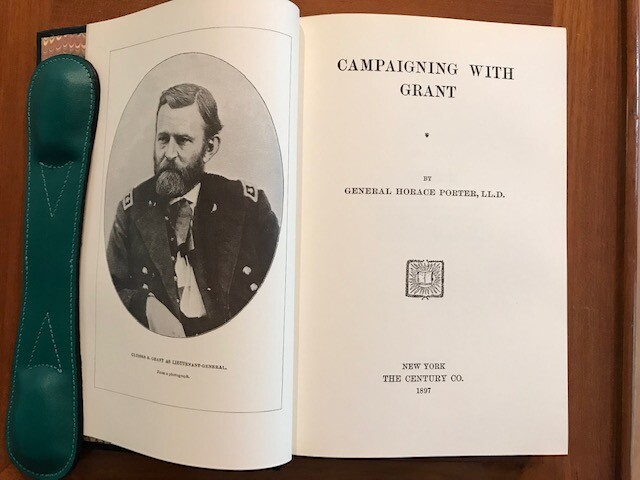 ULYSSES S. GRANT AS LIEUTENANT-GENERAL.
From a photograph.
CAMPAIGNING WITH
GRANT
BY
GENERAL HORACE PORTER, LL.D.
NEW YORK
THE CENTURY CO.
1897